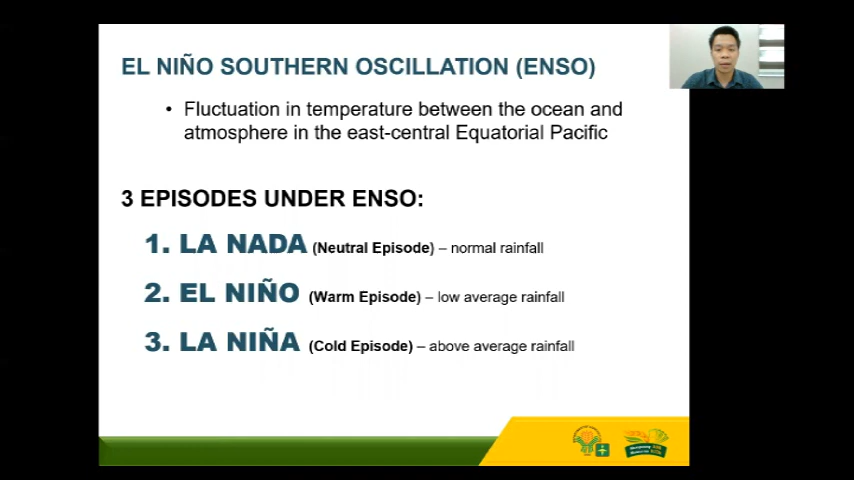 EL NIÑO SOUTHERN OSCILLATION (ENSO)
• Fluctuation in temperature between the ocean and
atmosphere in the east-central Equatorial Pacific
3 EPISODES UNDER ENSO:
1. LA NADA (Neutral Episode) – normal rainfall
2. EL NIÑO (Warm Episode) – low average rainfall
3. LA NIÑA (Cold Episode) – above average rainfall